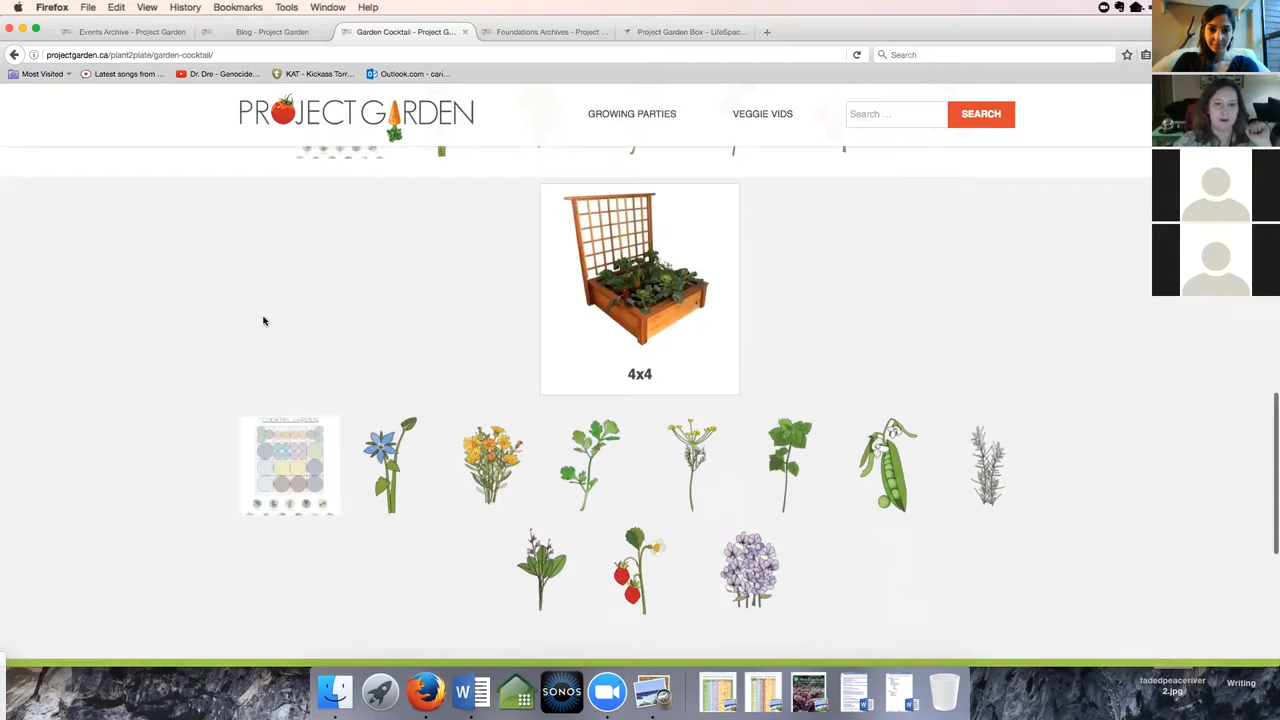 Firefox File Edit View History Bookmarks Tools Window Help
Events Archive - Project Garden
Blog - Project Garden
Garden Cocktail - Project G...
Foundations Archives - Project ...
Project Garden Box – LifeSpac...
projectgarden.ca/plant2plate/garden-cocktail/
Search
Most Visited
Latest songs from ...
Dr. Dre - Genocide...
KAT - Kickass Torr...
Outlook.com - cari...
PROJECT GARDEN
GROWING PARTIES
VEGGIE VIDS
Search ...
SEARCH
4x4
COCKTAIL GARDEN
SONOS
fadedpeaceriver
2.jpg
Writing